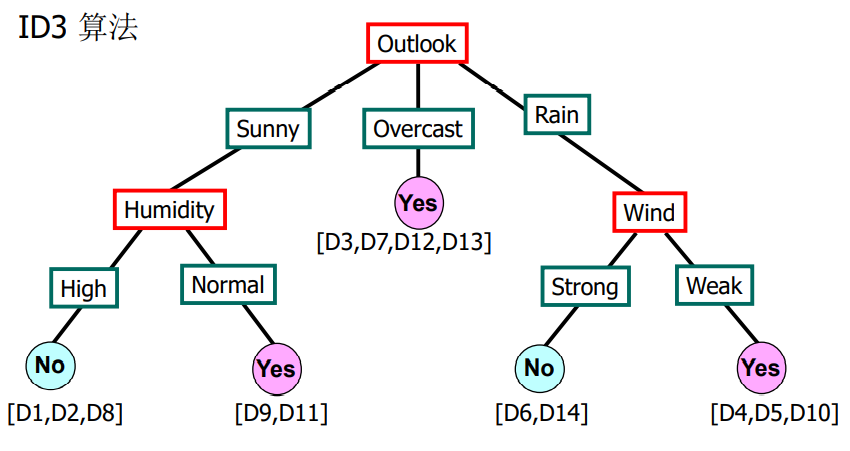 ID3 算法
Outlook
Sunny
Overcast
Rain
Humidity
Yes
Wind
[D3,D7,D12,D13]
High
Normal
Strong
Weak
No
Yes
No
Yes
[D1,D2,D8]
[D9,D11]
[D6,D14]
[D4,D5,D10]